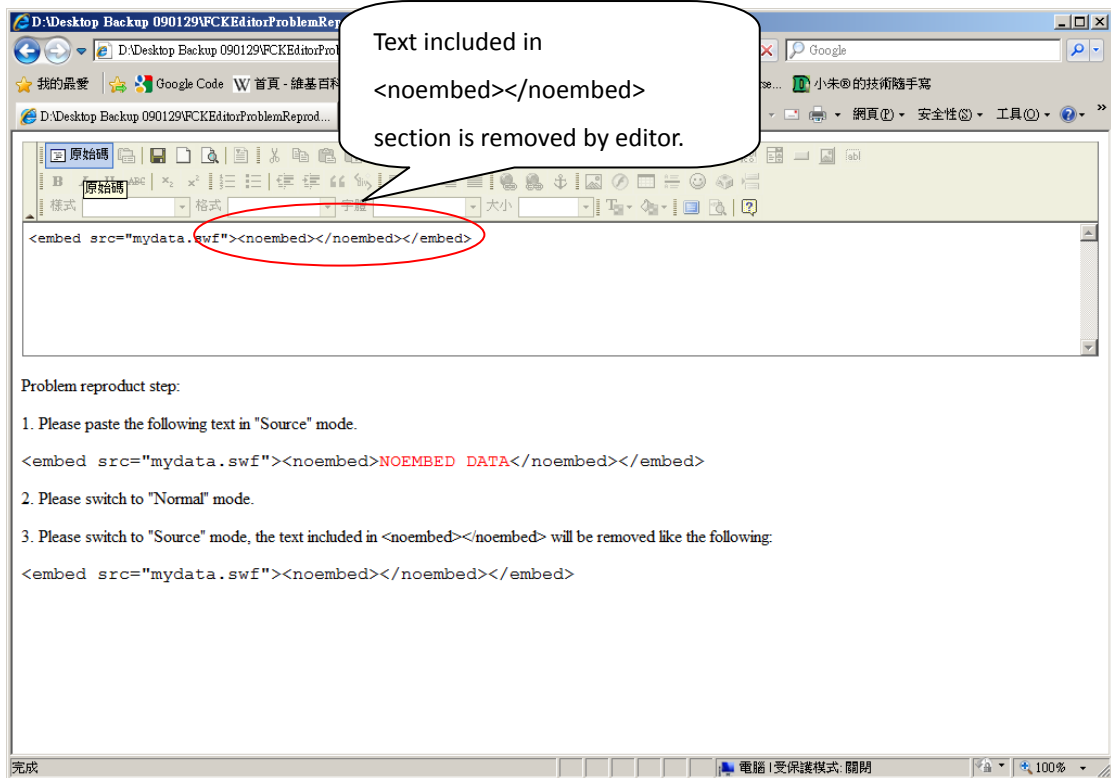 D:\Desktop Backup 090129\FCKEditorProblemRep
Text included in
<noembed></noembed>
section is removed by editor.
D:\Desktop Backup 090129\FCKEditorProb
Google
我的最愛
Google Code
首頁 - 維基百科
小朱®的技術隨手寫
D:\Desktop Backup 090129\FCKEditorProblemReprod...
網頁(P)
安全性(S)
工具(O)
原始碼
原始碼
樣式
格式
字體
大小
<embed src="mydata.swf"><noembed></noembed></embed>
Problem reproduct step:
1. Please paste the following text in "Source" mode.
<embed src="mydata.swf"><noembed>NOEMBED DATA</noembed></embed>
2. Please switch to "Normal" mode.
3. Please switch to "Source" mode, the text included in <noembed></noembed> will be removed like the following:
<embed src="mydata.swf"><noembed></noembed></embed>
完成
電腦 | 受保護模式: 關閉
100%